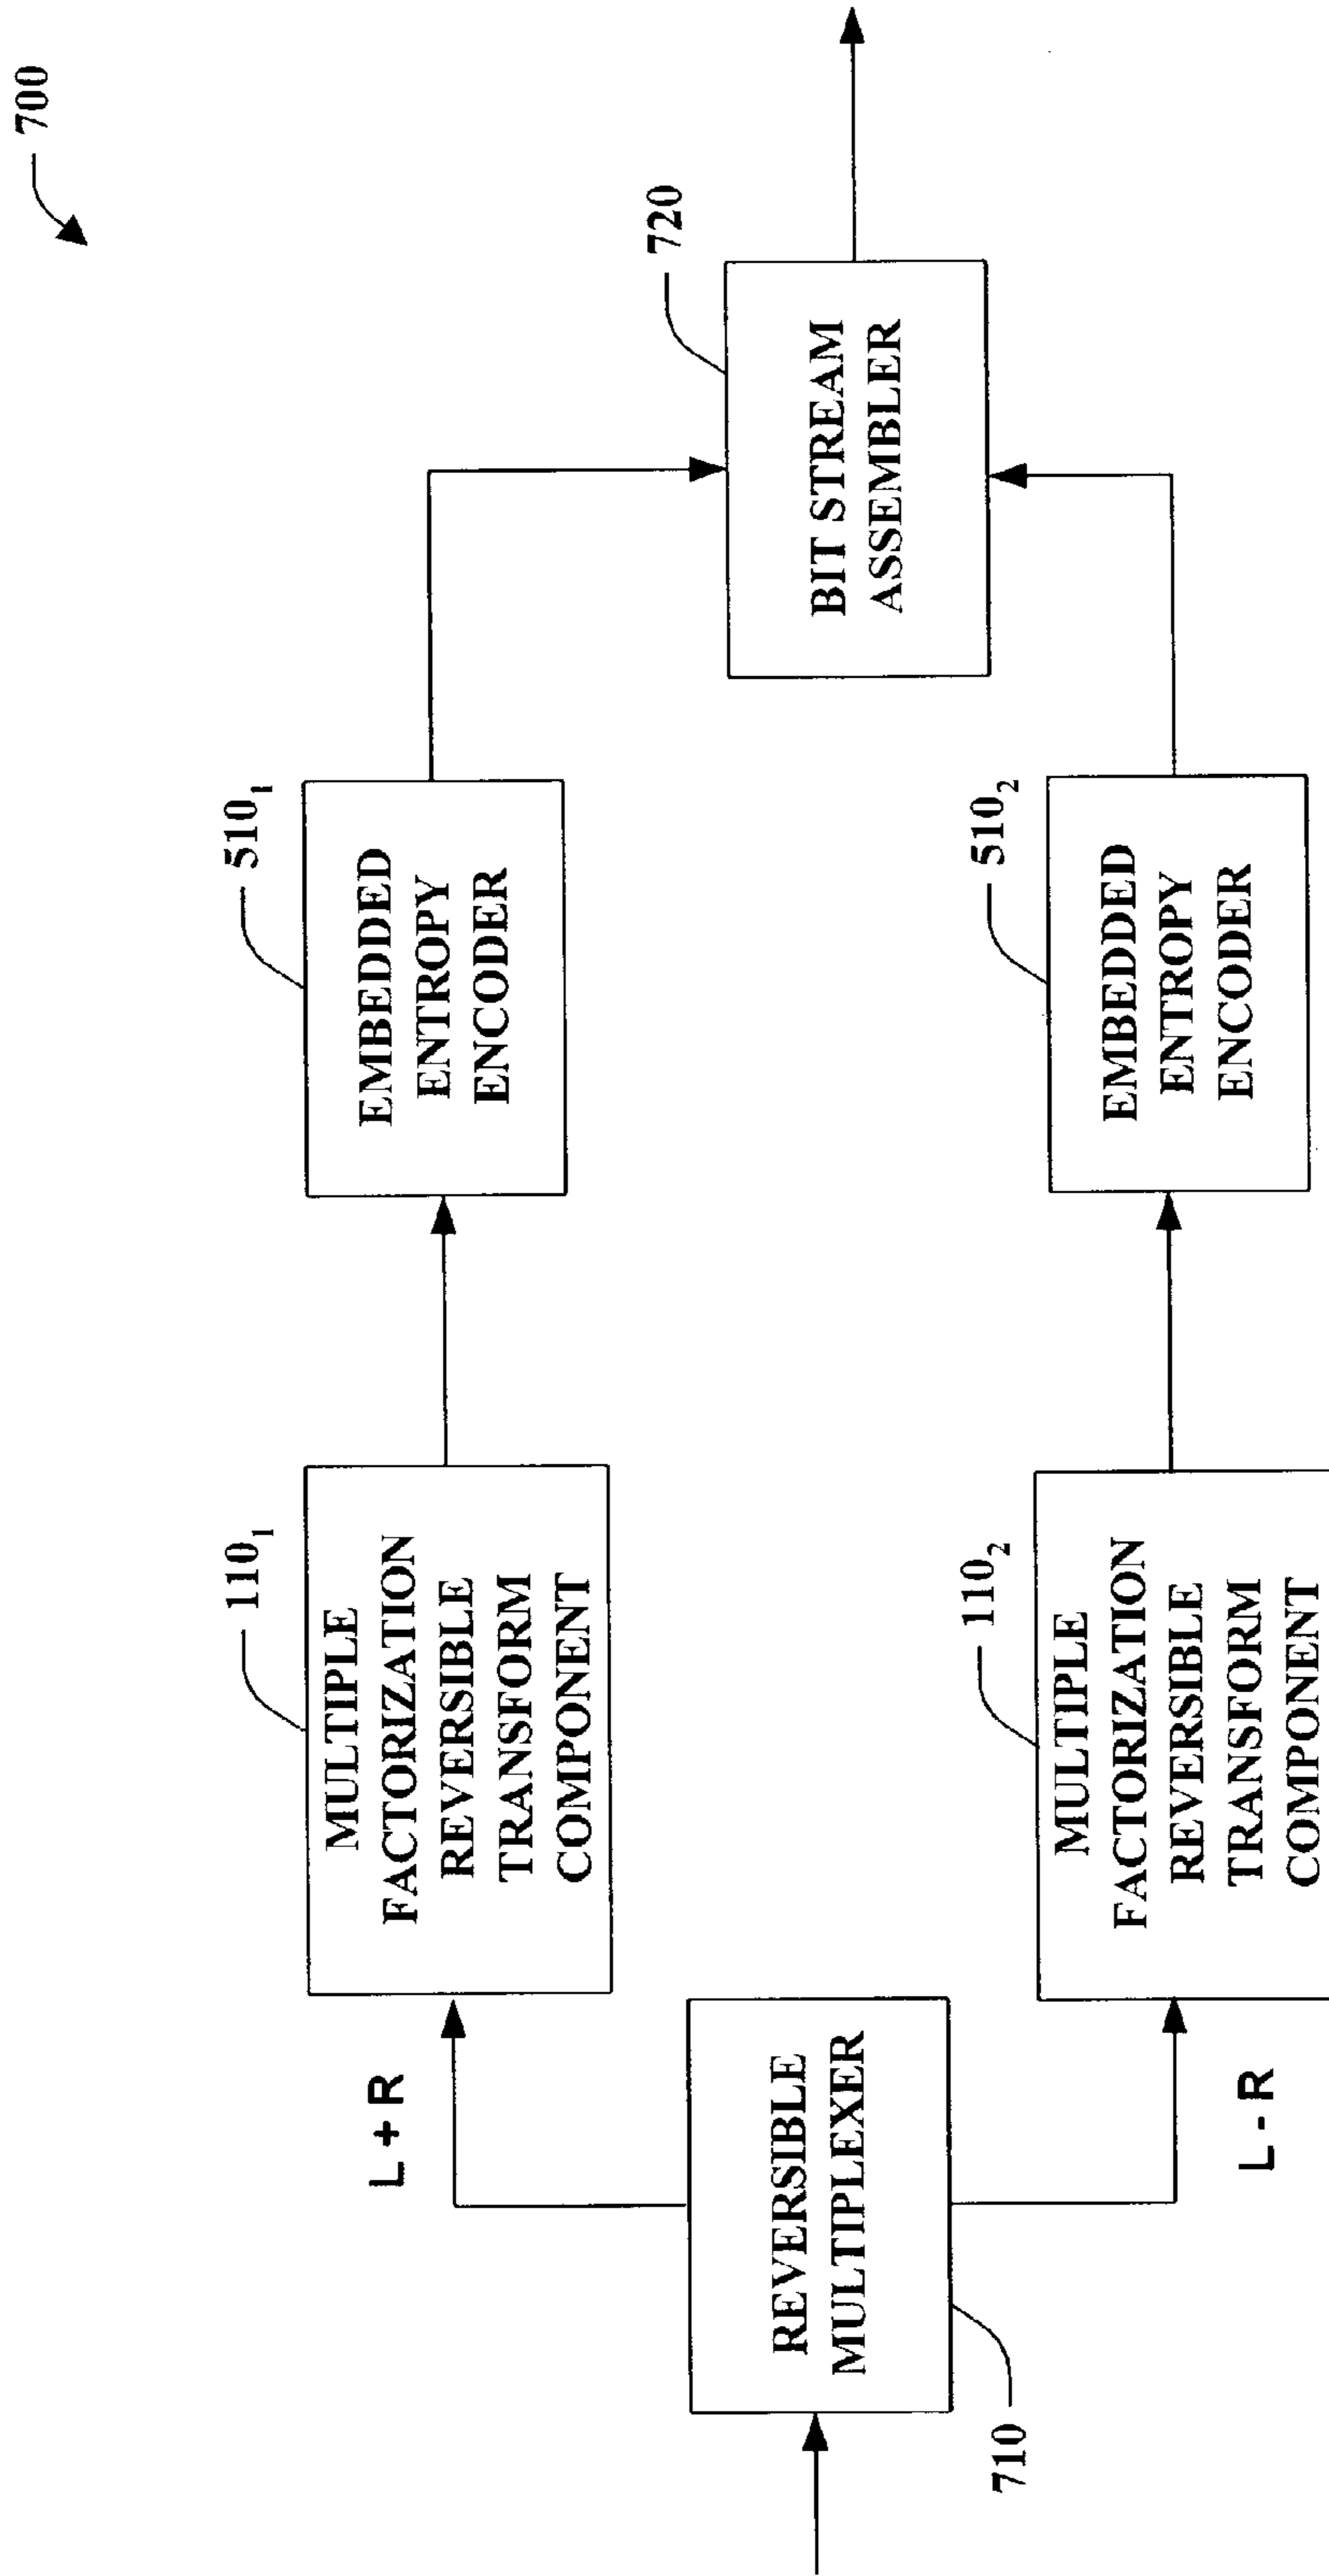 700
L + R
110₁
MULTIPLE
FACTORIZATION
REVERSIBLE
TRANSFORM
COMPONENT
510₁
EMBEDDED
ENTROPY
ENCODER
REVERSIBLE
MULTIPLEXER
710
720
BIT STREAM
ASSEMBLER
L - R
110₂
MULTIPLE
FACTORIZATION
REVERSIBLE
TRANSFORM
COMPONENT
510₂
EMBEDDED
ENTROPY
ENCODER